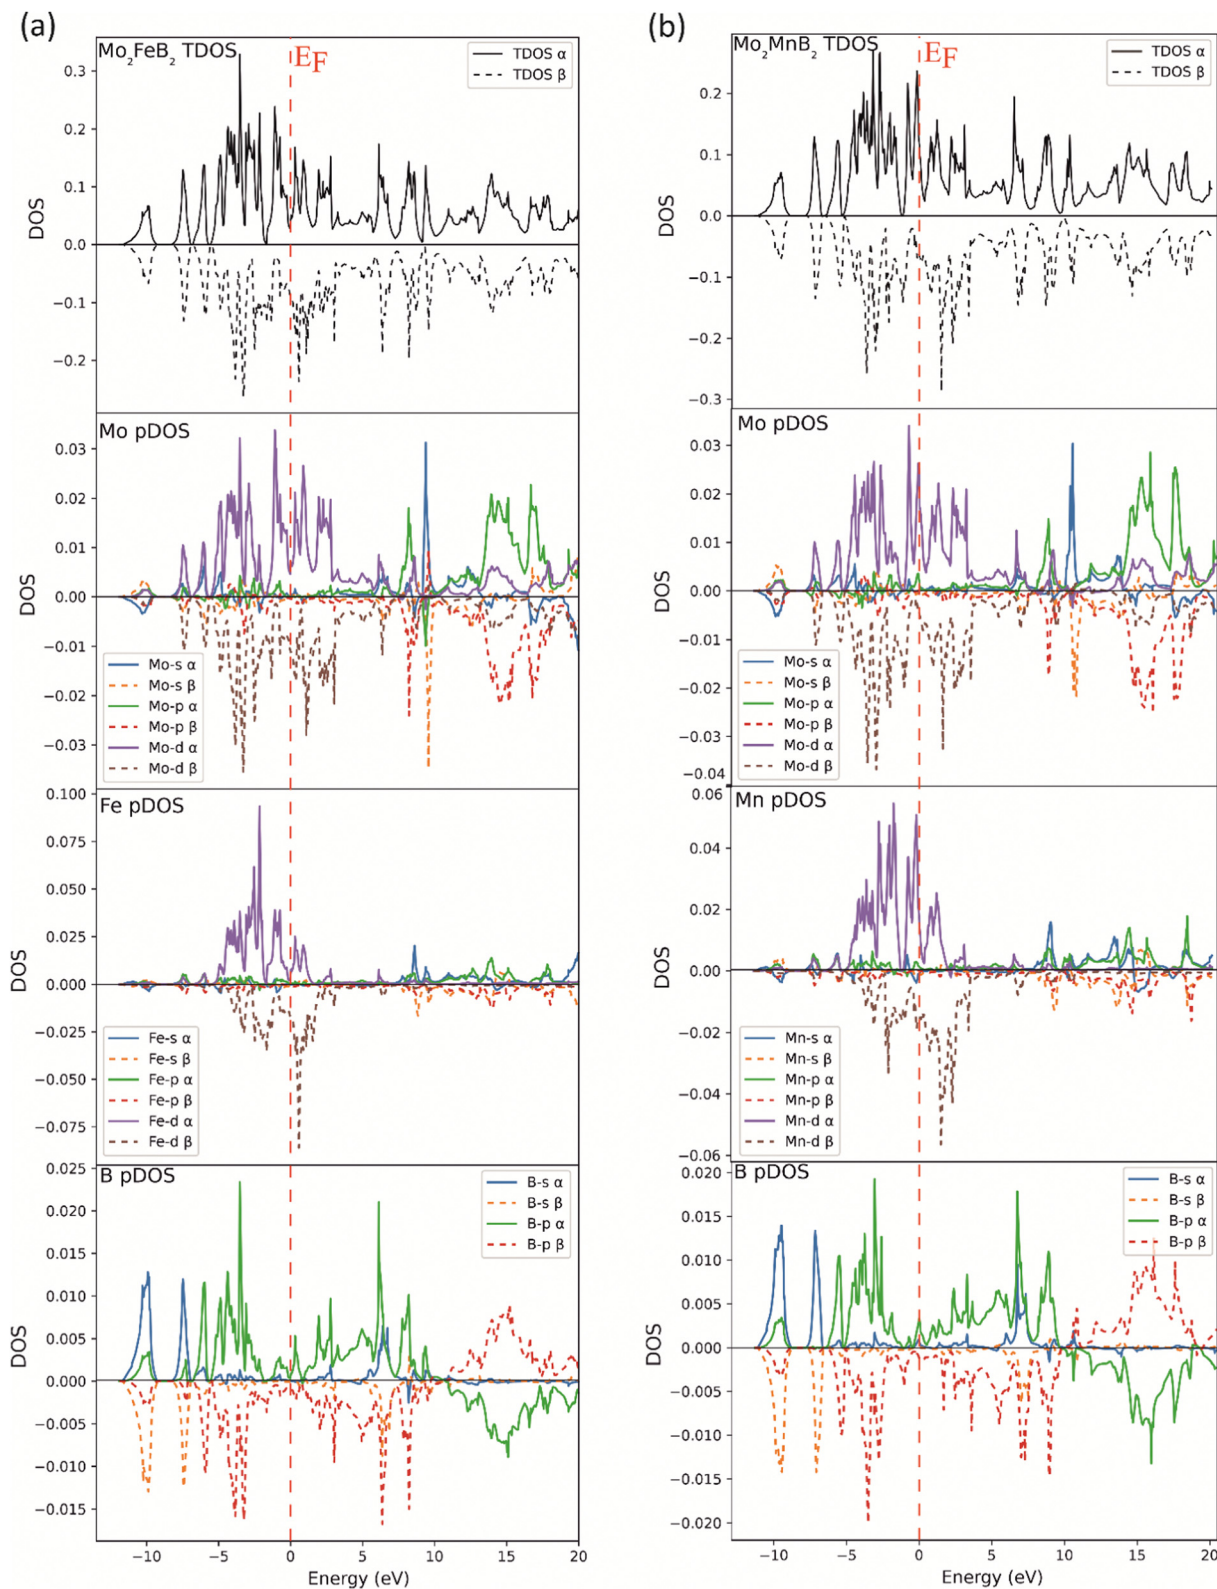 (a)
Mo₂FeB₂ TDOS
E_F
TDOS α
TDOS β
DOS
0.3
0.2
0.1
0.0
−0.1
−0.2
Mo pDOS
DOS
0.03
0.02
0.01
0.00
−0.01
−0.02
−0.03
Mo-s α
Mo-s β
Mo-p α
Mo-p β
Mo-d α
Mo-d β
Fe pDOS
DOS
0.100
0.075
0.050
0.025
0.000
−0.025
−0.050
−0.075
Fe-s α
Fe-s β
Fe-p α
Fe-p β
Fe-d α
Fe-d β
B pDOS
DOS
0.025
0.020
0.015
0.010
0.005
0.000
−0.005
−0.010
−0.015
B-s α
B-s β
B-p α
B-p β
−10 −5 0 5 10 15 20
Energy (eV)
(b)
Mo₂MnB₂ TDOS
E_F
TDOS α
TDOS β
DOS
0.2
0.1
0.0
−0.1
−0.2
−0.3
Mo pDOS
DOS
0.03
0.02
0.01
0.00
−0.01
−0.02
−0.03
−0.04
Mo-s α
Mo-s β
Mo-p α
Mo-p β
Mo-d α
Mo-d β
Mn pDOS
DOS
0.06
0.04
0.02
0.00
−0.02
−0.04
−0.06
Mn-s α
Mn-s β
Mn-p α
Mn-p β
Mn-d α
Mn-d β
B pDOS
DOS
0.020
0.015
0.010
0.005
0.000
−0.005
−0.010
−0.015
−0.020
B-s α
B-s β
B-p α
B-p β
−10 −5 0 5 10 15 20
Energy (eV)